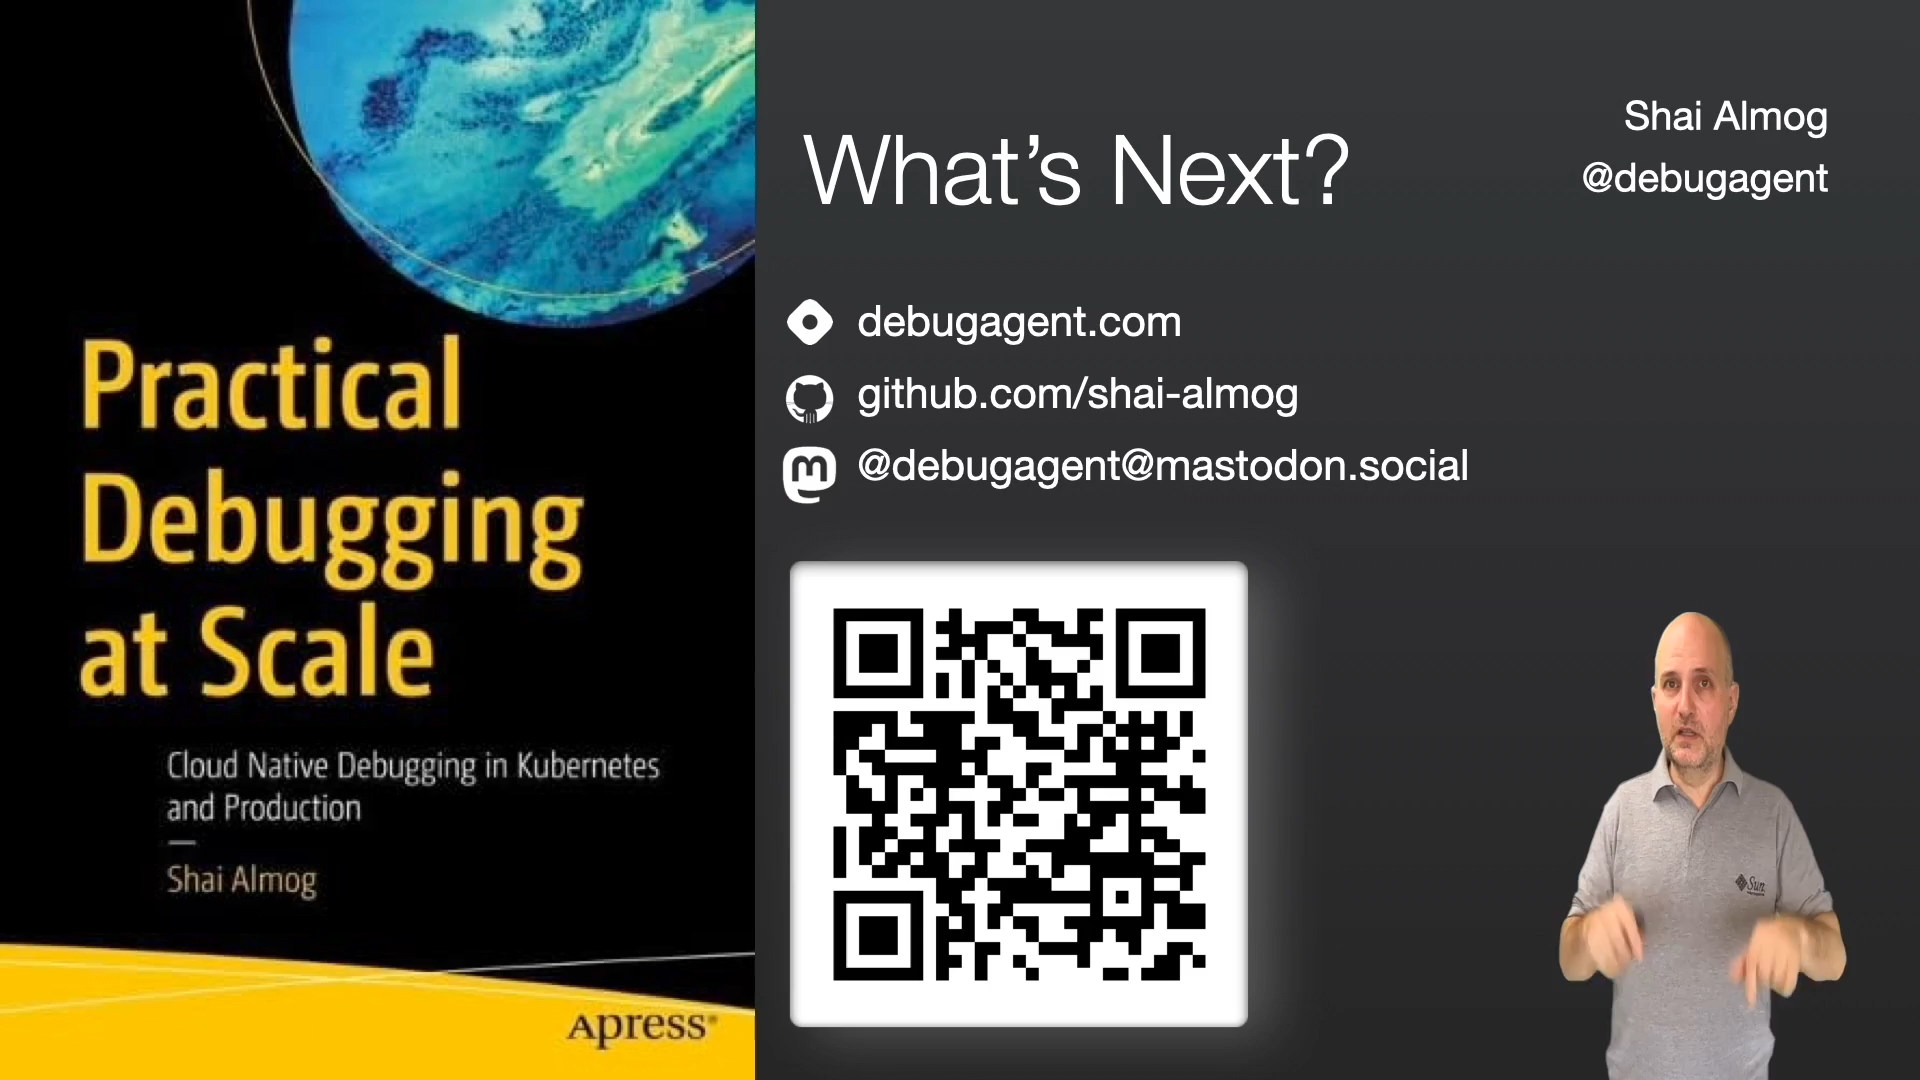 Practical
Debugging
at Scale
Cloud Native Debugging in Kubernetes
and Production
Shai Almog
Apress®
What's Next?
Shai Almog
@debugagent
debugagent.com
github.com/shai-almog
@debugagent@mastodon.social
Sun